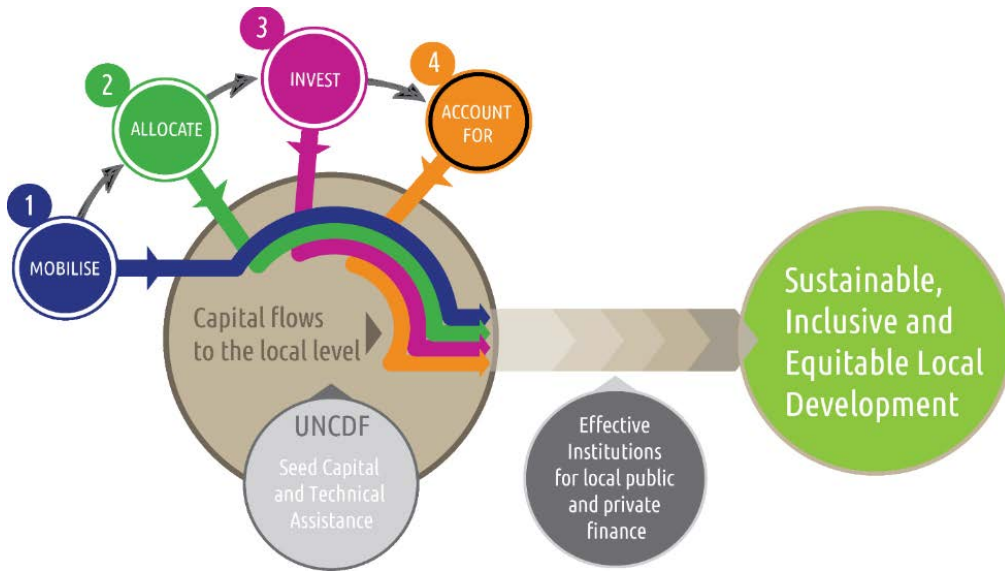 1
MOBILISE
2
ALLOCATE
3
INVEST
4
ACCOUNT
FOR
Capital flows
to the local level
UNCDF
Seed Capital
and Technical
Assistance
Effective
Institutions
for local public
and private
finance
Sustainable,
Inclusive and
Equitable Local
Development